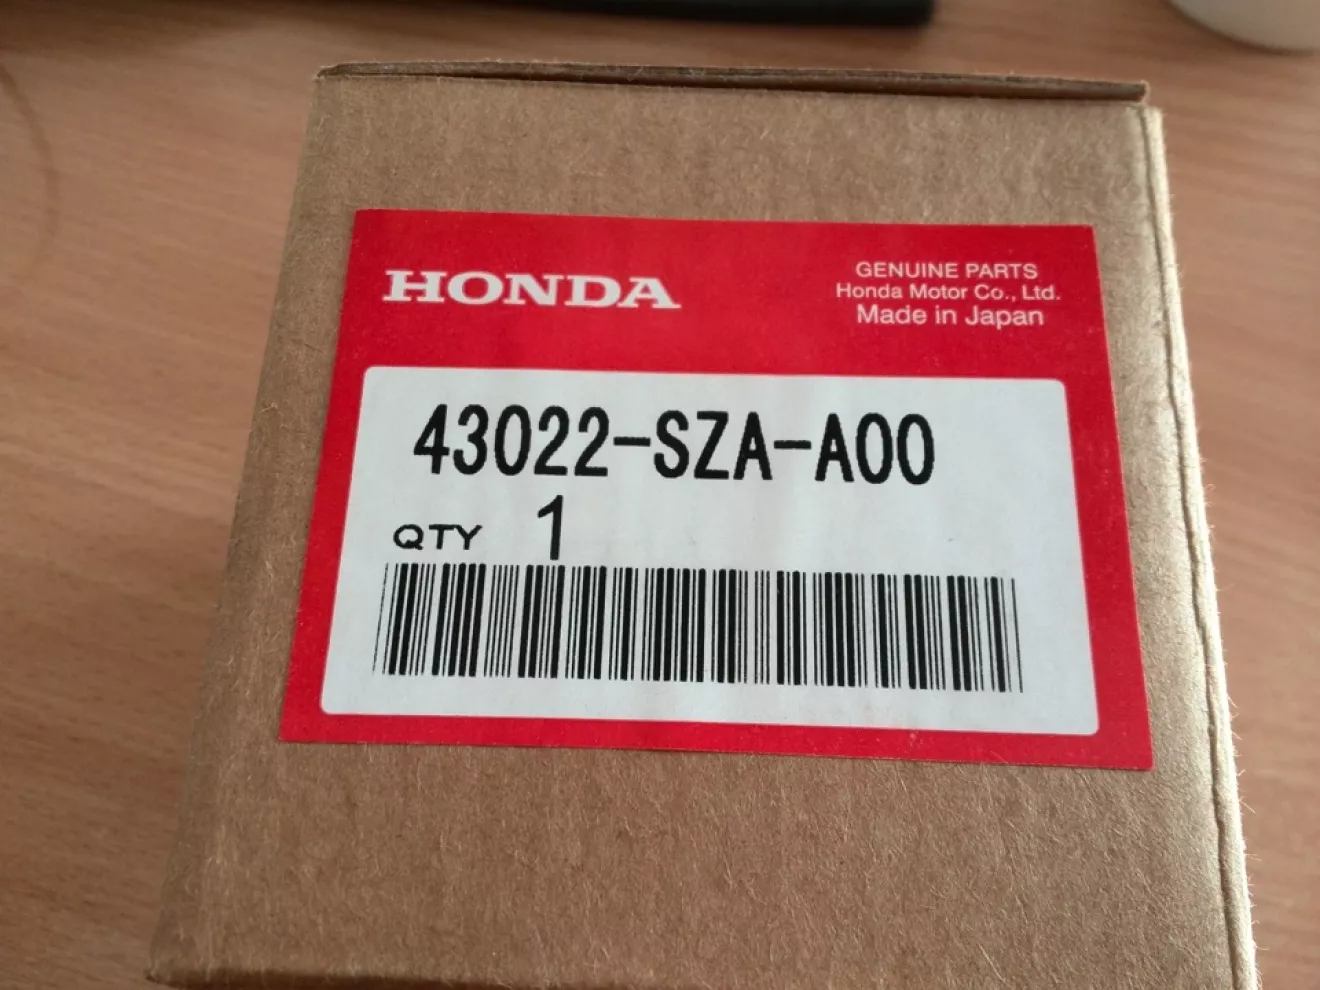 HONDA
GENUINE PARTS
Honda Motor Co., Ltd.
Made in Japan
43022-SZA-A00
QTY 1